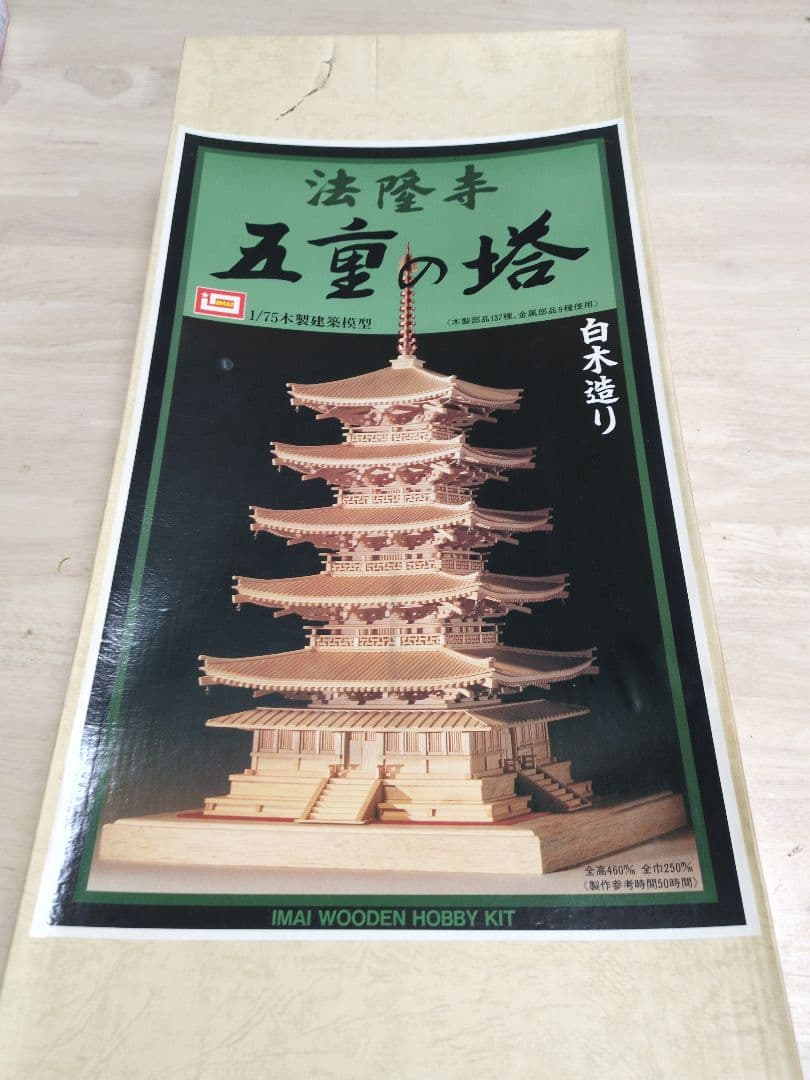 法隆寺
五重の塔
IMAI
1/75木製建築模型
〈木製部品137種、金属部品9種使用〉
白木造り
全高460㎜ 全巾250㎜
〈製作参考時間50時間〉
IMAI WOODEN HOBBY KIT